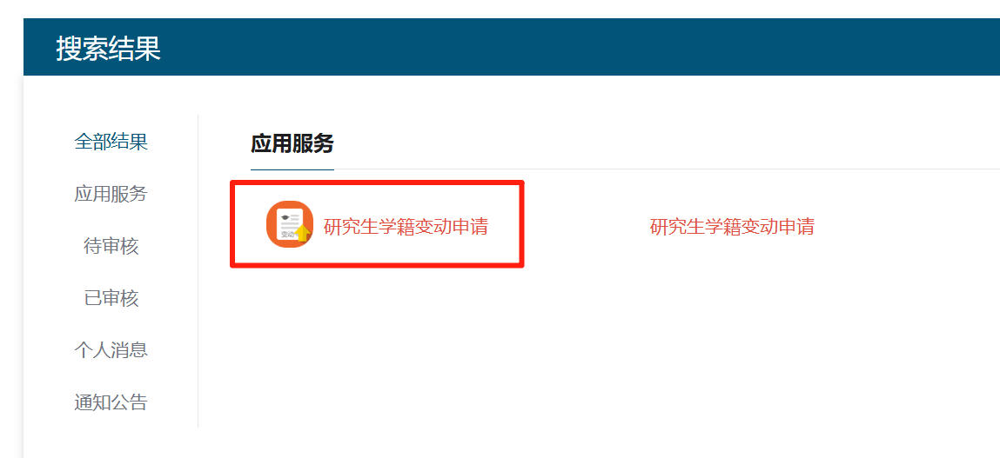 搜索结果
全部结果
应用服务
待审核
已审核
个人消息
通知公告
应用服务
变动
研究生学籍变动申请
研究生学籍变动申请